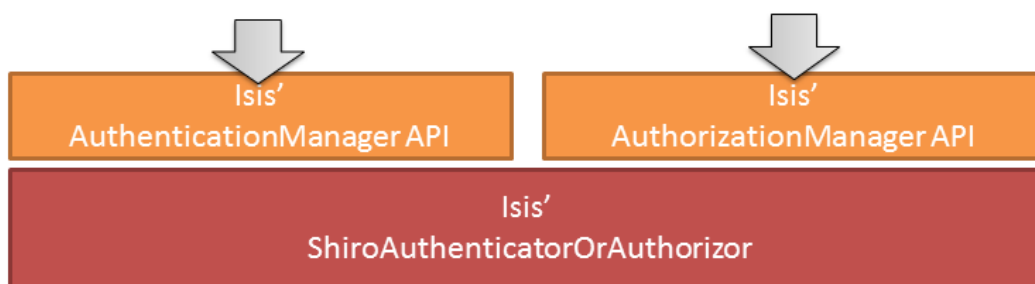 Isis’
AuthenticationManager API
Isis’
AuthorizationManager API
Isis’
ShiroAuthenticatorOrAuthorizor